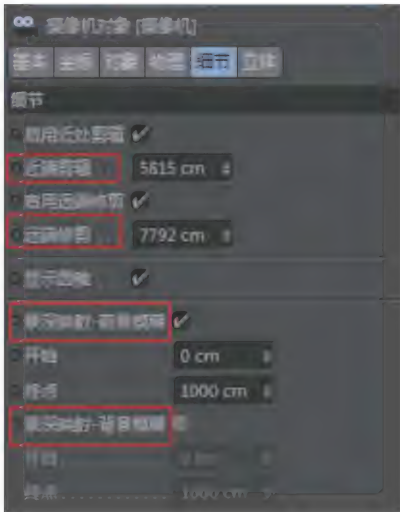 摄像机对象 [摄像机]
基本 坐标 对象 物理 细节 立体
细节
启用近处剪辑
近端剪辑 5815 cm
启用远端修剪
远端修剪 7792 cm
显示视锥
景深映射-前景模糊
开始 0 cm
终点 1000 cm
景深映射-背景模糊
开始 0 cm
终点 1000 cm